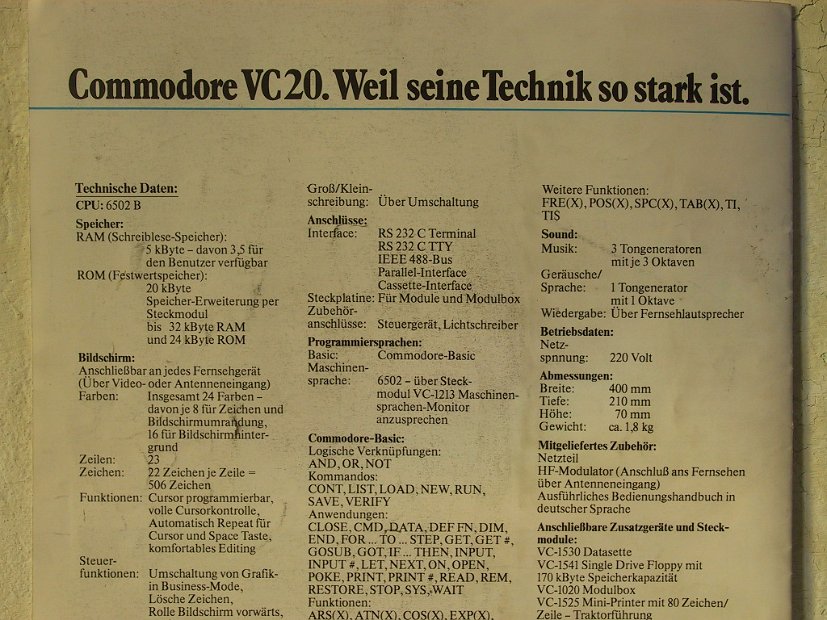 Commodore VC20. Weil seine Technik so stark ist.
Technische Daten:
CPU: 6502 B
Speicher:
RAM (Schreiblese-Speicher):
5 kByte – davon 3,5 für
den Benutzer verfügbar
ROM (Festwertspeicher):
20 kByte
Speicher-Erweiterung per
Steckmodul
bis 32 kByte RAM
und 24 kByte ROM
Bildschirm:
Anschließbar an jedes Fernsehgerät
(Über Video- oder Antenneneingang)
Farben: Insgesamt 24 Farben –
davon je 8 für Zeichen und
Bildschirmumrandung,
16 für Bildschirmhinter-
grund
Zeilen: 23
Zeichen: 22 Zeichen je Zeile =
506 Zeichen
Funktionen: Cursor programmierbar,
volle Cursorkontrolle,
Automatisch Repeat für
Cursor und Space Taste,
komfortables Editing
Steuer-
funktionen: Umschaltung von Grafik-
in Business-Mode,
Lösche Zeichen,
Rolle Bildschirm vorwärts,
Groß/Klein-
schreibung: Über Umschaltung
Anschlüsse:
Interface: RS 232 C Terminal
RS 232 C TTY
IEEE 488-Bus
Parallel-Interface
Cassette-Interface
Steckplatine: Für Module und Modulbox
Zubehör-
anschlüsse: Steuergerät, Lichtschreiber
Programmiersprachen:
Basic: Commodore-Basic
Maschinen-
sprache: 6502 – über Steck-
modul VC-1213 Maschinen-
sprachen-Monitor
anzusprechen
Commodore-Basic:
Logische Verknüpfungen:
AND, OR, NOT
Kommandos:
CONT, LIST, LOAD, NEW, RUN,
SAVE, VERIFY
Anwendungen:
CLOSE, CMD, DATA, DEF FN, DIM,
END, FOR ... TO ... STEP, GET, GET #,
GOSUB, GOT, IF ... THEN, INPUT,
INPUT #, LET, NEXT, ON, OPEN,
POKE, PRINT, PRINT #, READ, REM,
RESTORE, STOP, SYS, WAIT
Funktionen:
ARS(X), ATN(X), COS(X), EXP(X),
Weitere Funktionen:
FRE(X), POS(X), SPC(X), TAB(X), TI,
TIS
Sound:
Musik: 3 Tongeneratoren
mit je 3 Oktaven
Geräusche/
Sprache: 1 Tongenerator
mit 1 Oktave
Wiedergabe: Über Fernsehlautsprecher
Betriebsdaten:
Netz-
spnnung: 220 Volt
Abmessungen:
Breite: 400 mm
Tiefe: 210 mm
Höhe: 70 mm
Gewicht: ca. 1,8 kg
Mitgeliefertes Zubehör:
Netzteil
HF-Modulator (Anschluß ans Fernsehen
über Antenneneingang)
Ausführliches Bedienungshandbuch in
deutscher Sprache
Anschließbare Zusatzgeräte und Steck-
module:
VC-1530 Datasette
VC-1541 Single Drive Floppy mit
170 kByte Speicherkapazität
VC-1020 Modulbox
VC-1525 Mini-Printer mit 80 Zeichen/
Zeile – Traktorführung